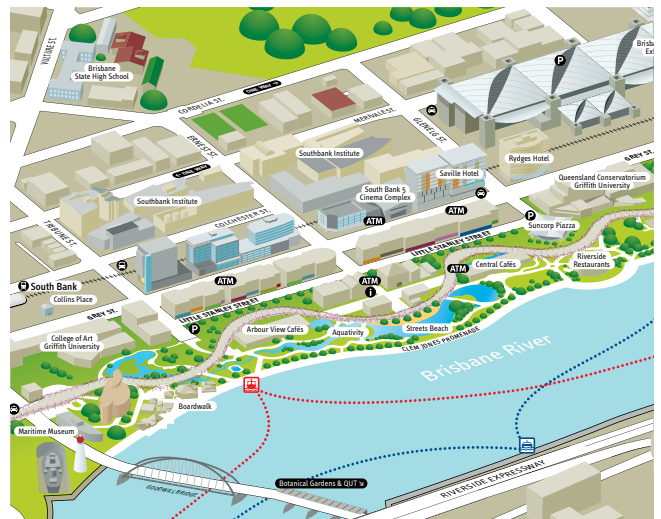 VULTURE ST.
Brisbane
State High School
CORDELIA ST.
ONE WAY
MERIVALE ST.
GLENELG ST.
P
ERNEST ST.
ONE WAY
Southbank Institute
Rydges Hotel
Saville Hotel
South Bank 5
Cinema Complex
GREY ST.
Queensland Conservatorium
Griffith University
Southbank Institute
COLCHESTER ST.
ATM
ATM
P
Suncorp Piazza
LITTLE STANLEY STREET
South Bank
Collins Place
ATM
ATM
i
ATM
Central Cafés
Riverside
Restaurants
GREY ST.
LITTLE STANLEY STREET
P
Arbour View Cafés
Aquativity
Streets Beach
CLEM JONES PROMENADE
College of Art
Griffith University
Brisbane River
Boardwalk
Maritime Museum
GOODWILL BRIDGE
Botanical Gardens & QUT
RIVERSIDE EXPRESSWAY